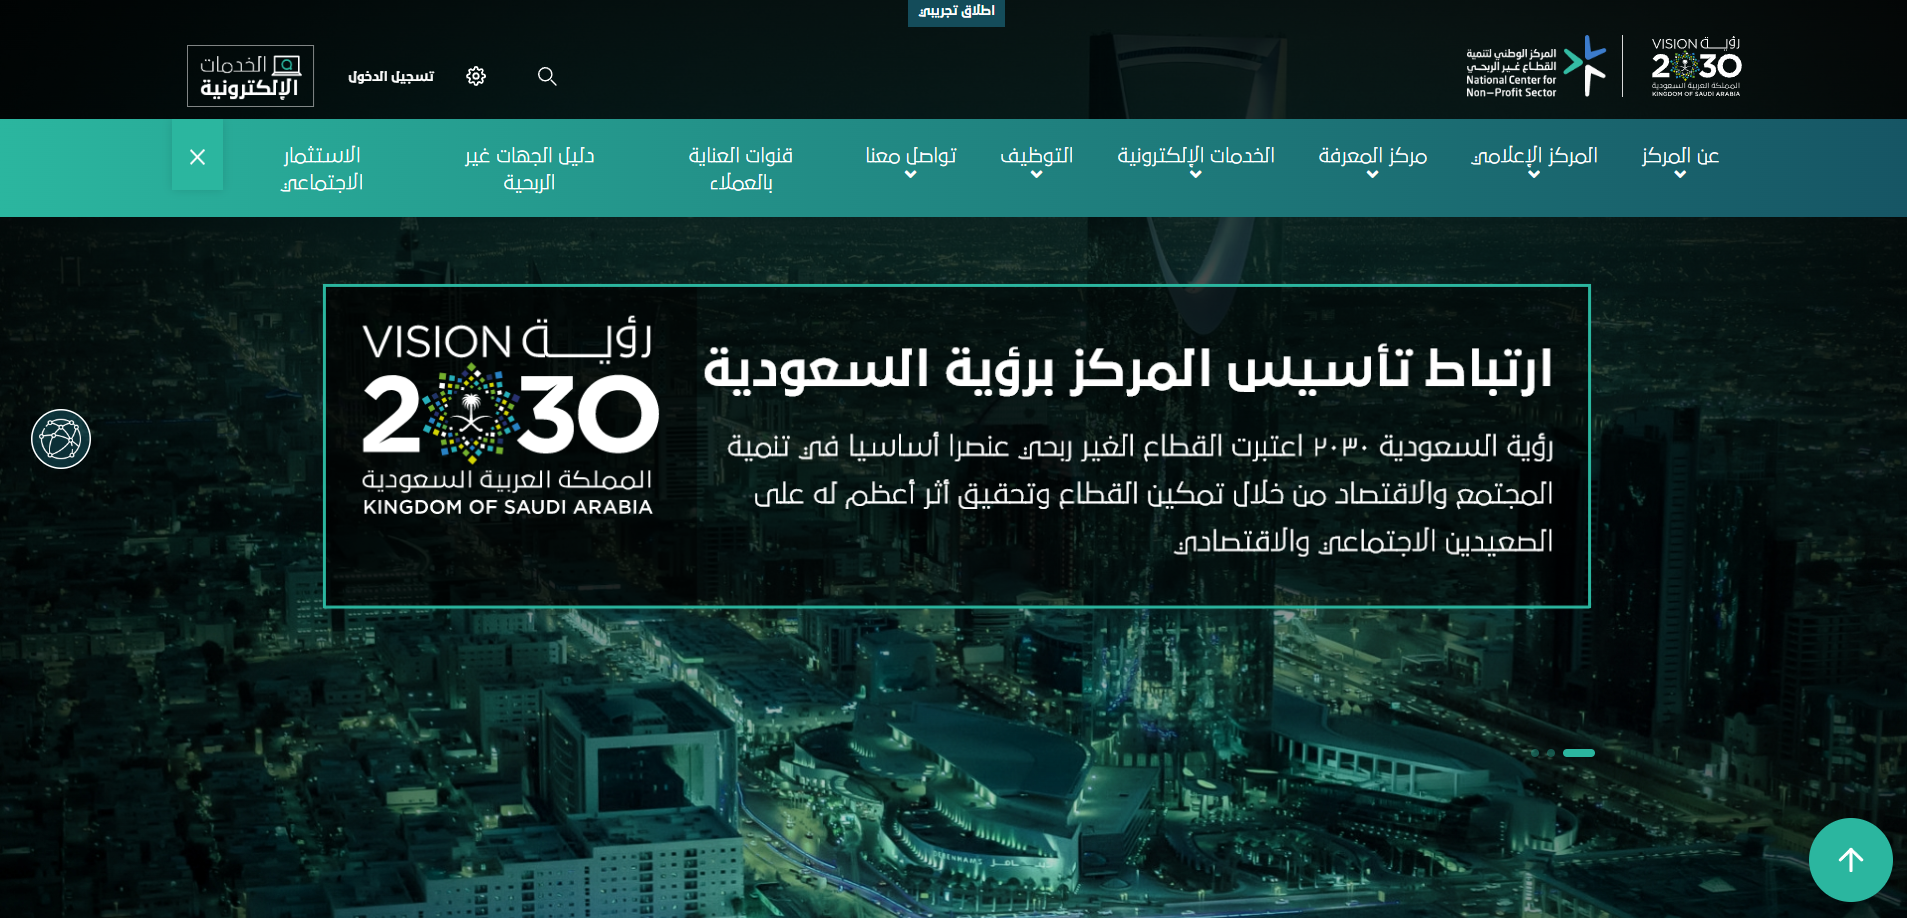 اطلاق تجريبي
رؤيــة VISION
2030
المملكة العربية السعودية
KINGDOM OF SAUDI ARABIA
المركز الوطني لتنمية
القطاع غير الربحي
National Center for
Non-Profit Sector
تسجيل الدخول
الخدمات
الإلكترونية
عن المركز
المركز الإعلامي
مركز المعرفة
الخدمات الإلكترونية
التوظيف
تواصل معنا
قنوات العناية
بالعملاء
دليل الجهات غير
الربحية
الاستثمار
الاجتماعي
ارتباط تأسيس المركز برؤية السعودية
رؤية السعودية ٢٠٣٠ اعتبرت القطاع الغير ربحي عنصرا أساسيا في تنمية
المجتمع والاقتصاد من خلال تمكين القطاع وتحقيق أثر أعظم له على
الصعيدين الاجتماعي والاقتصادي
رؤيــة VISION
2030
المملكة العربية السعودية
KINGDOM OF SAUDI ARABIA